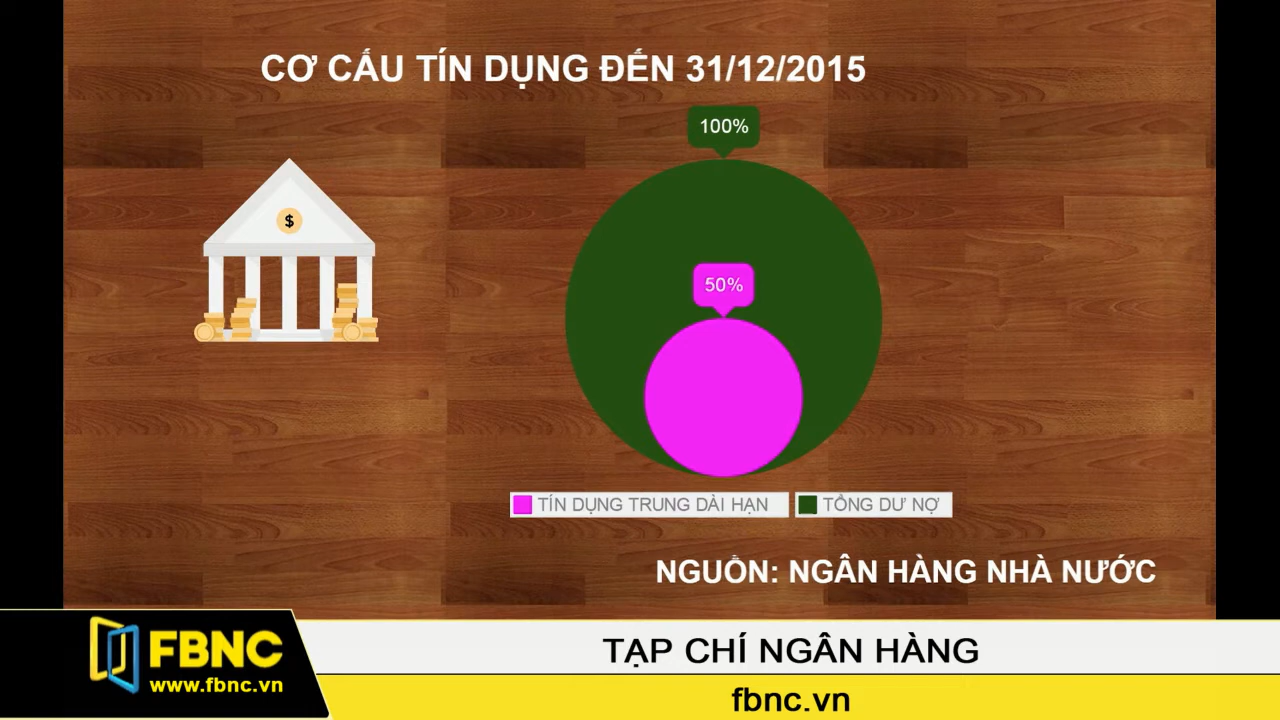 CƠ CẤU TÍN DỤNG ĐẾN 31/12/2015
100%
$
50%
TÍN DỤNG TRUNG DÀI HẠN
TỔNG DƯ NỢ
NGUỒN: NGÂN HÀNG NHÀ NƯỚC
FBNC
www.fbnc.vn
TẠP CHÍ NGÂN HÀNG
fbnc.vn